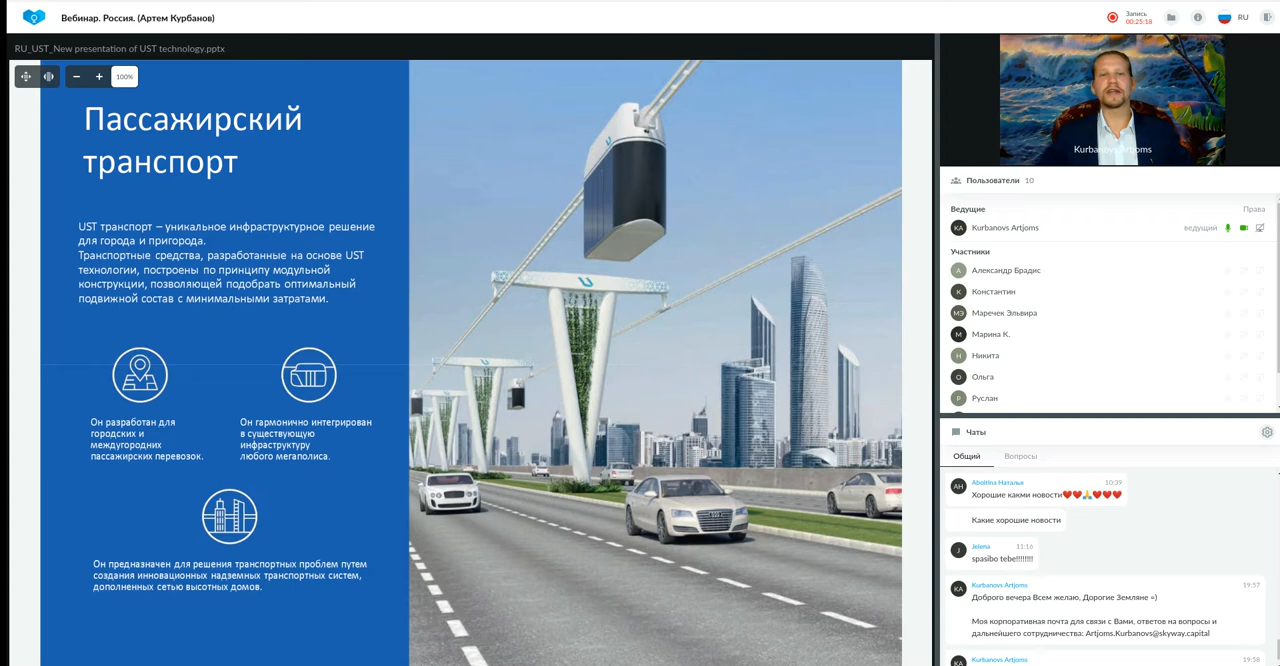 Вебинар. Россия. (Артем Курбанов)
Запись
00:25:18
RU
RU_UST_New presentation of UST technology.pptx
100%
Пассажирский
транспорт
UST транспорт – уникальное инфраструктурное решение
для города и пригорода.
Транспортные средства, разработанные на основе UST
технологии, построены по принципу модульной
конструкции, позволяющей подобрать оптимальный
подвижной состав с минимальными затратами.
Он разработан для
городских и
междугородних
пассажирских перевозок.
Он гармонично интегрирован
в существующую
инфраструктуру
любого мегаполиса.
Он предназначен для решения транспортных проблем путем
создания инновационных надземных транспортных систем,
дополненных сетью высотных домов.
Kurbanovs Artjoms
Пользователи 10
Ведущие Права
KA Kurbanovs Artjoms ведущий
Участники
А Александр Брадис
К Константин
МЭ Маречек Эльвира
М Марина К.
Н Никита
О Ольга
Р Руслан
Чаты
Общий Вопросы
АН Aboltina Наталья 10:39
Хорошие какми новости❤️❤️🙏❤️❤️❤️
Какие хорошие новости
J Jelena 11:16
spasibo tebe!!!!!!!!
KA Kurbanovs Artjoms 19:57
Доброго вечера Всем желаю, Дорогие Земляне =)
Моя корпоративная почта для связи с Вами, ответов на вопросы и
дальнейшего сотрудничества: Artjoms.Kurbanovs@skyway.capital
KA Kurbanovs Artjoms 19:58